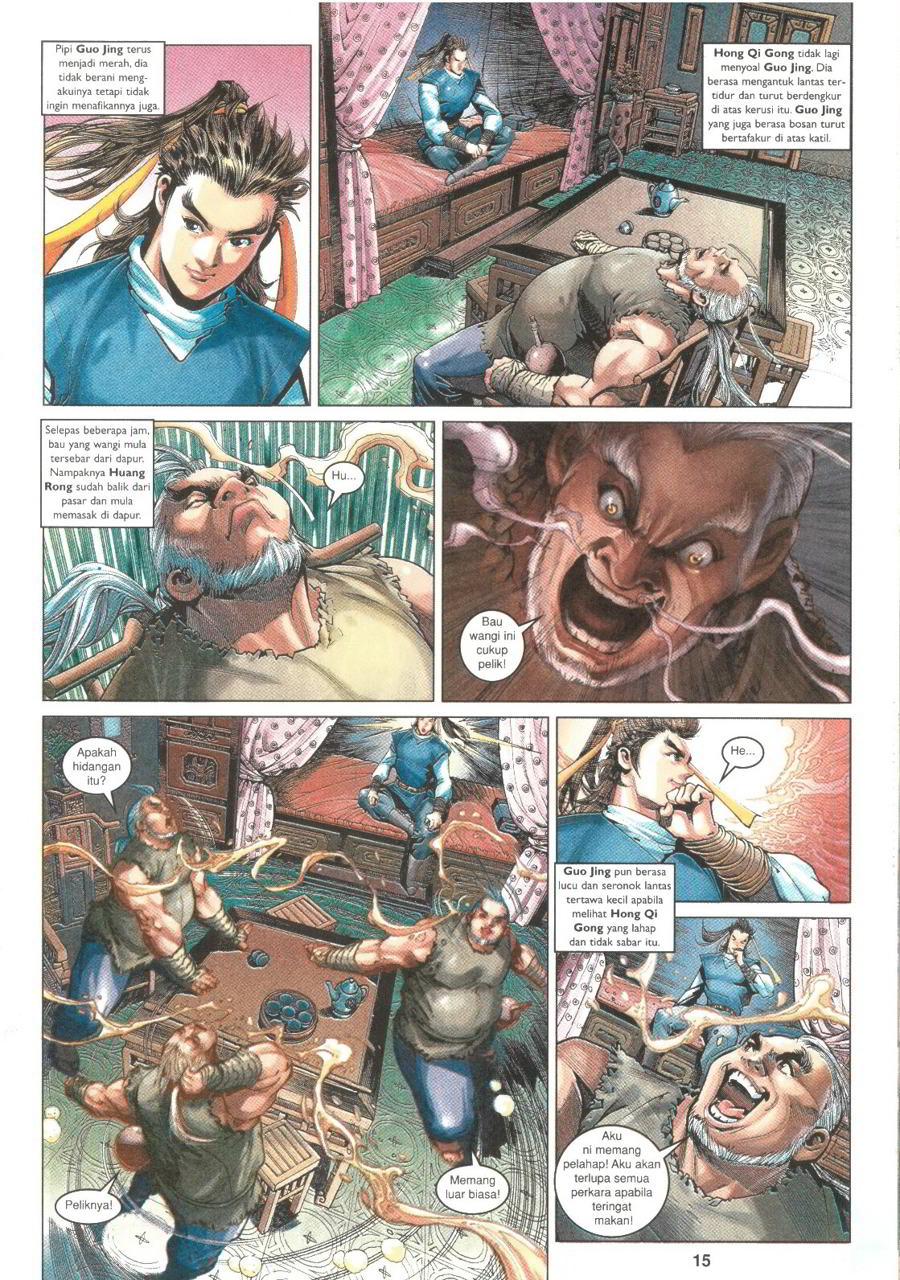 Pipi Guo Jing terus
menjadi merah, dia
tidak berani meng-
akuinya tetapi tidak
ingin menafikannya juga.
Hong Qi Gong tidak lagi
menyoal Guo Jing. Dia
berasa mengantuk lantas ter-
tidur dan turut berdengkur
di atas kerusi itu. Guo Jing
yang juga berasa bosan turut
bertafakur di atas katil.
Selepas beberapa jam,
bau yang wangi mula
tersebar dari dapur.
Nampaknya Huang
Rong sudah balik dari
pasar dan mula
memasak di dapur.
Hu...
Bau
wangi ini
cukup
pelik!
Apakah
hidangan
itu?
Peliknya!
Memang
luar biasa!
He...
Guo Jing pun berasa
lucu dan seronok lantas
tertawa kecil apabila
melihat Hong Qi
Gong yang lahap
dan tidak sabar itu.
Aku
ni memang
pelahap! Aku akan
terlupa semua
perkara apabila
teringat
makan!
15